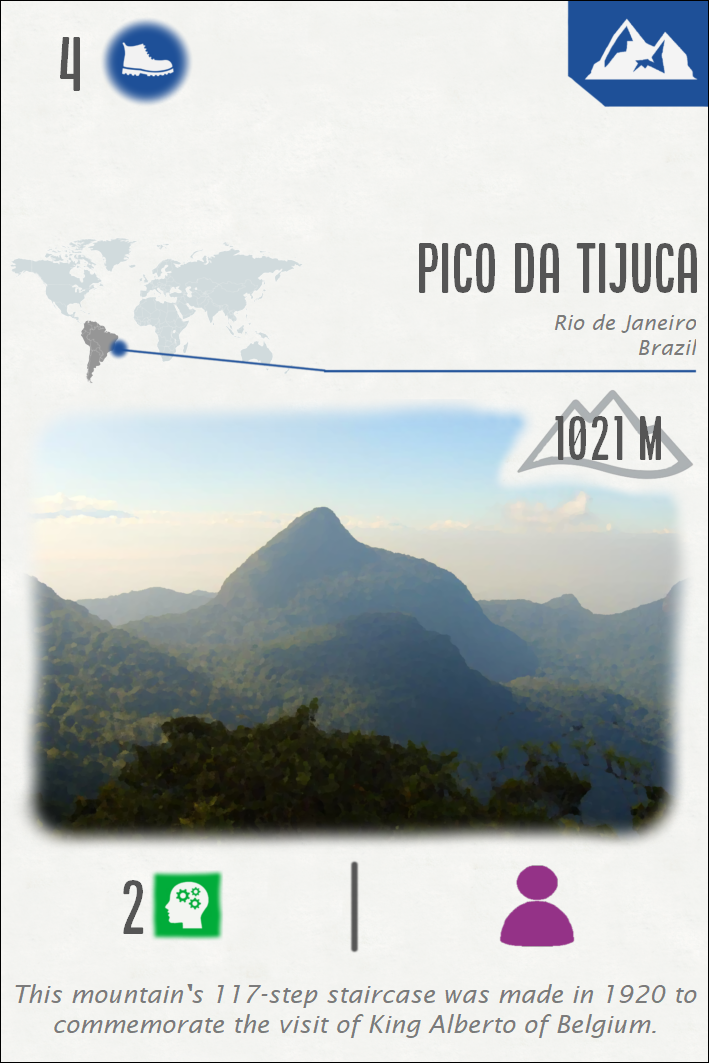 4
PICO DA TIJUCA
Rio de Janeiro
Brazil
1021 M
2
This mountain's 117-step staircase was made in 1920 to
commemorate the visit of King Alberto of Belgium.